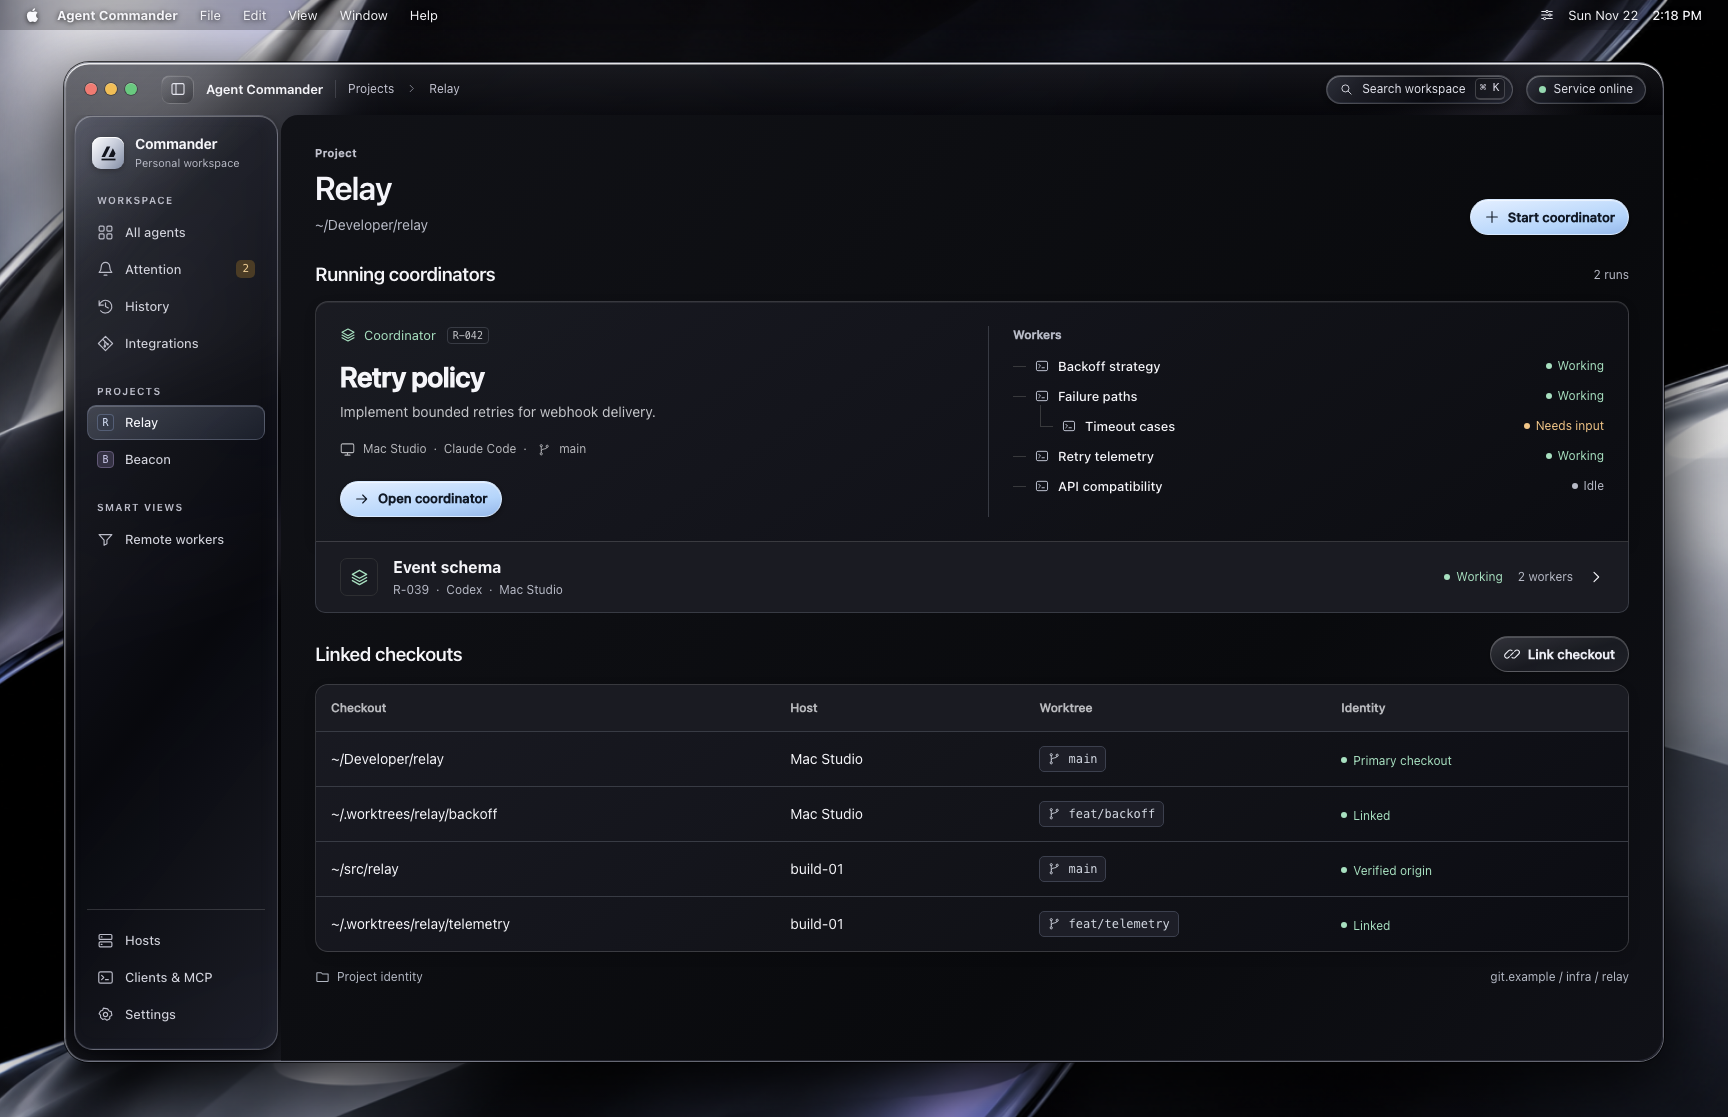 Agent Commander File Edit View Window Help Sun Nov 22 2:18 PM
Agent Commander Projects Relay Search workspace ⌘ K Service online
Commander
Personal workspace
WORKSPACE
All agents
Attention 2
History
Integrations
PROJECTS
R Relay
B Beacon
SMART VIEWS
Remote workers
Hosts
Clients & MCP
Settings
Project
Relay
~/Developer/relay
Start coordinator
Running coordinators 2 runs
Coordinator R-042
Retry policy
Implement bounded retries for webhook delivery.
Mac Studio · Claude Code · main
Open coordinator
Workers
Backoff strategy Working
Failure paths Working
Timeout cases Needs input
Retry telemetry Working
API compatibility Idle
Event schema
R-039 · Codex · Mac Studio
Working 2 workers
Linked checkouts Link checkout
Checkout Host Worktree Identity
~/Developer/relay Mac Studio main Primary checkout
~/.worktrees/relay/backoff Mac Studio feat/backoff Linked
~/src/relay build-01 main Verified origin
~/.worktrees/relay/telemetry build-01 feat/telemetry Linked
Project identity git.example / infra / relay